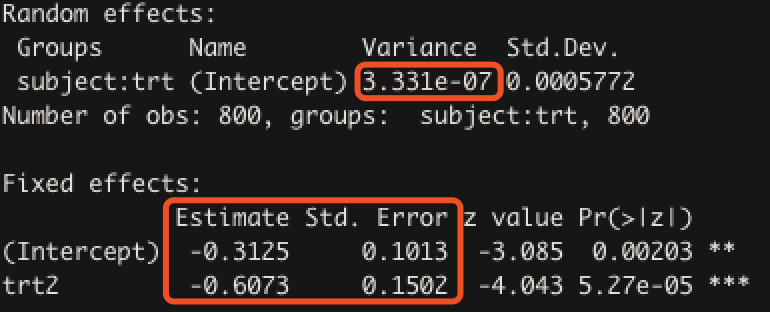 Random effects:
 Groups      Name        Variance  Std.Dev.
 subject:trt (Intercept) 3.331e-07 0.0005772
Number of obs: 800, groups:  subject:trt, 800

Fixed effects:
            Estimate Std. Error z value Pr(>|z|)
(Intercept)  -0.3125     0.1013  -3.085  0.00203 **
trt2         -0.6073     0.1502  -4.043 5.27e-05 ***